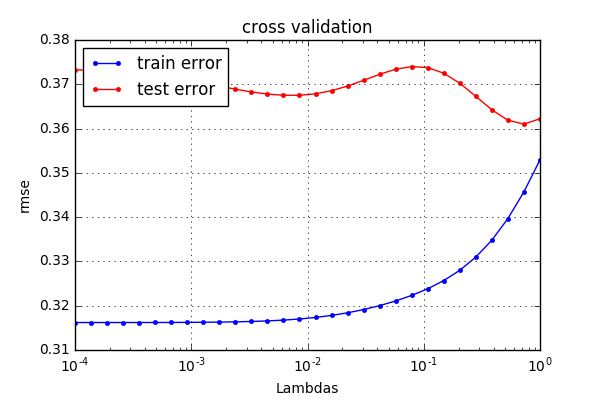 cross validation
0.38
0.37
0.36
0.35
0.34
0.33
0.32
0.31
rmse
train error
test error
10^-4
10^-3
10^-2
10^-1
10^0
Lambdas